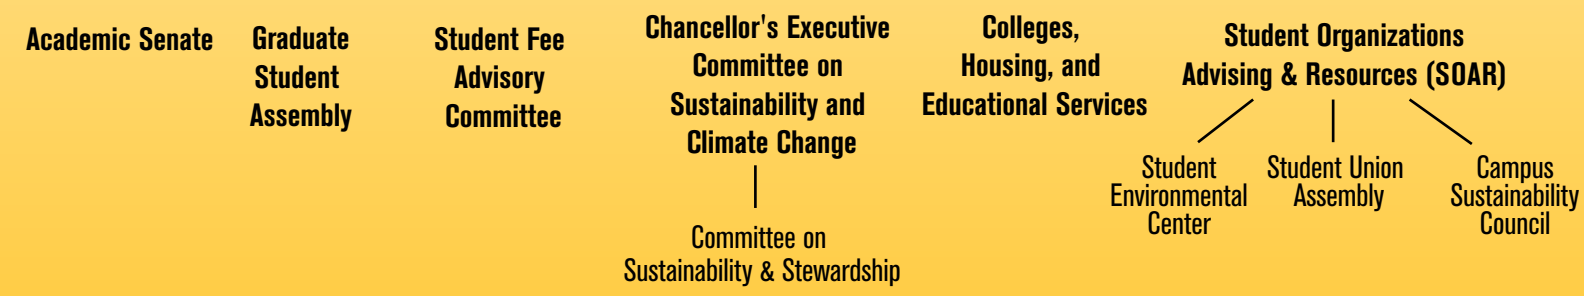 Academic Senate
Graduate
Student
Assembly
Student Fee
Advisory
Committee
Chancellor's Executive
Committee on
Sustainability and
Climate Change
Committee on
Sustainability & Stewardship
Colleges,
Housing, and
Educational Services
Student Organizations
Advising & Resources (SOAR)
Student
Environmental
Center
Student Union
Assembly
Campus
Sustainability
Council